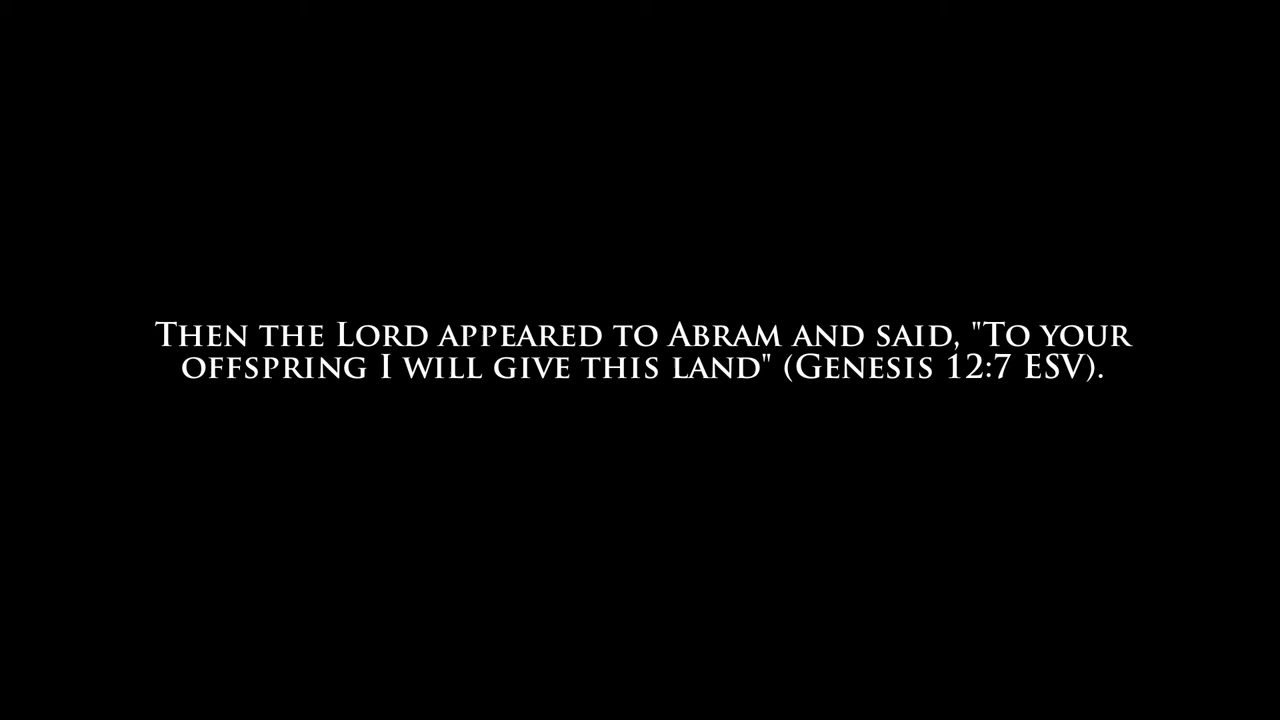 Then the Lord appeared to Abram and said, "To your
offspring I will give this land" (Genesis 12:7 ESV).